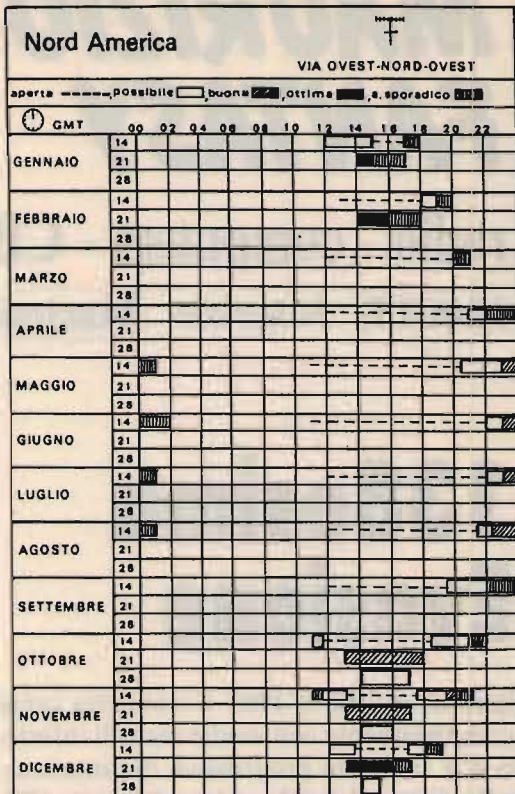 Nord America
VIA OVEST-NORD-OVEST
aperta -----, possibile , buona , ottima , e. sporadico
GMT 00 02 04 06 08 10 12 14 16 18 20 22
GENNAIO 14
21
28
FEBBRAIO 14
21
28
MARZO 14
21
28
APRILE 14
21
28
MAGGIO 14
21
28
GIUGNO 14
21
28
LUGLIO 14
21
28
AGOSTO 14
21
28
SETTEMBRE 14
21
28
OTTOBRE 14
21
28
NOVEMBRE 14
21
28
DICEMBRE 14
21
28